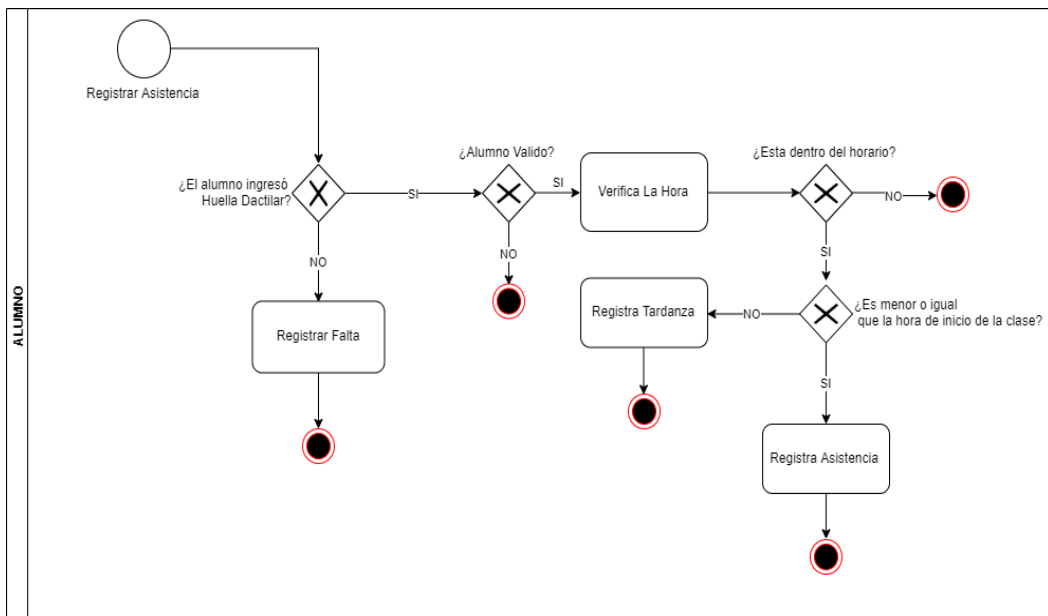 ALUMNO
Registrar Asistencia
¿El alumno ingresó
Huella Dactilar?
SI
¿Alumno Valido?
SI
Verifica La Hora
¿Esta dentro del horario?
NO
NO
NO
SI
Registrar Falta
Registra Tardanza
NO
¿Es menor o igual
que la hora de inicio de la clase?
SI
Registra Asistencia